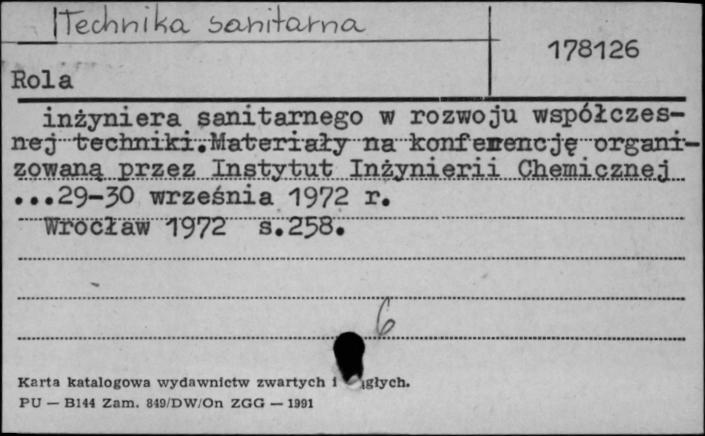 Technika sanitarna
178126
Rola
inżyniera sanitarnego w rozwoju współczes-
nej techniki.Materiały na konferencję organi-
zowaną przez Instytut Inżynierii Chemicznej
...29-30 września 1972 r.
Wrocław 1972 s.258.
6
Karta katalogowa wydawnictw zwartych i
PU — B144 Zam. 849/DW/On ZGG — 1991